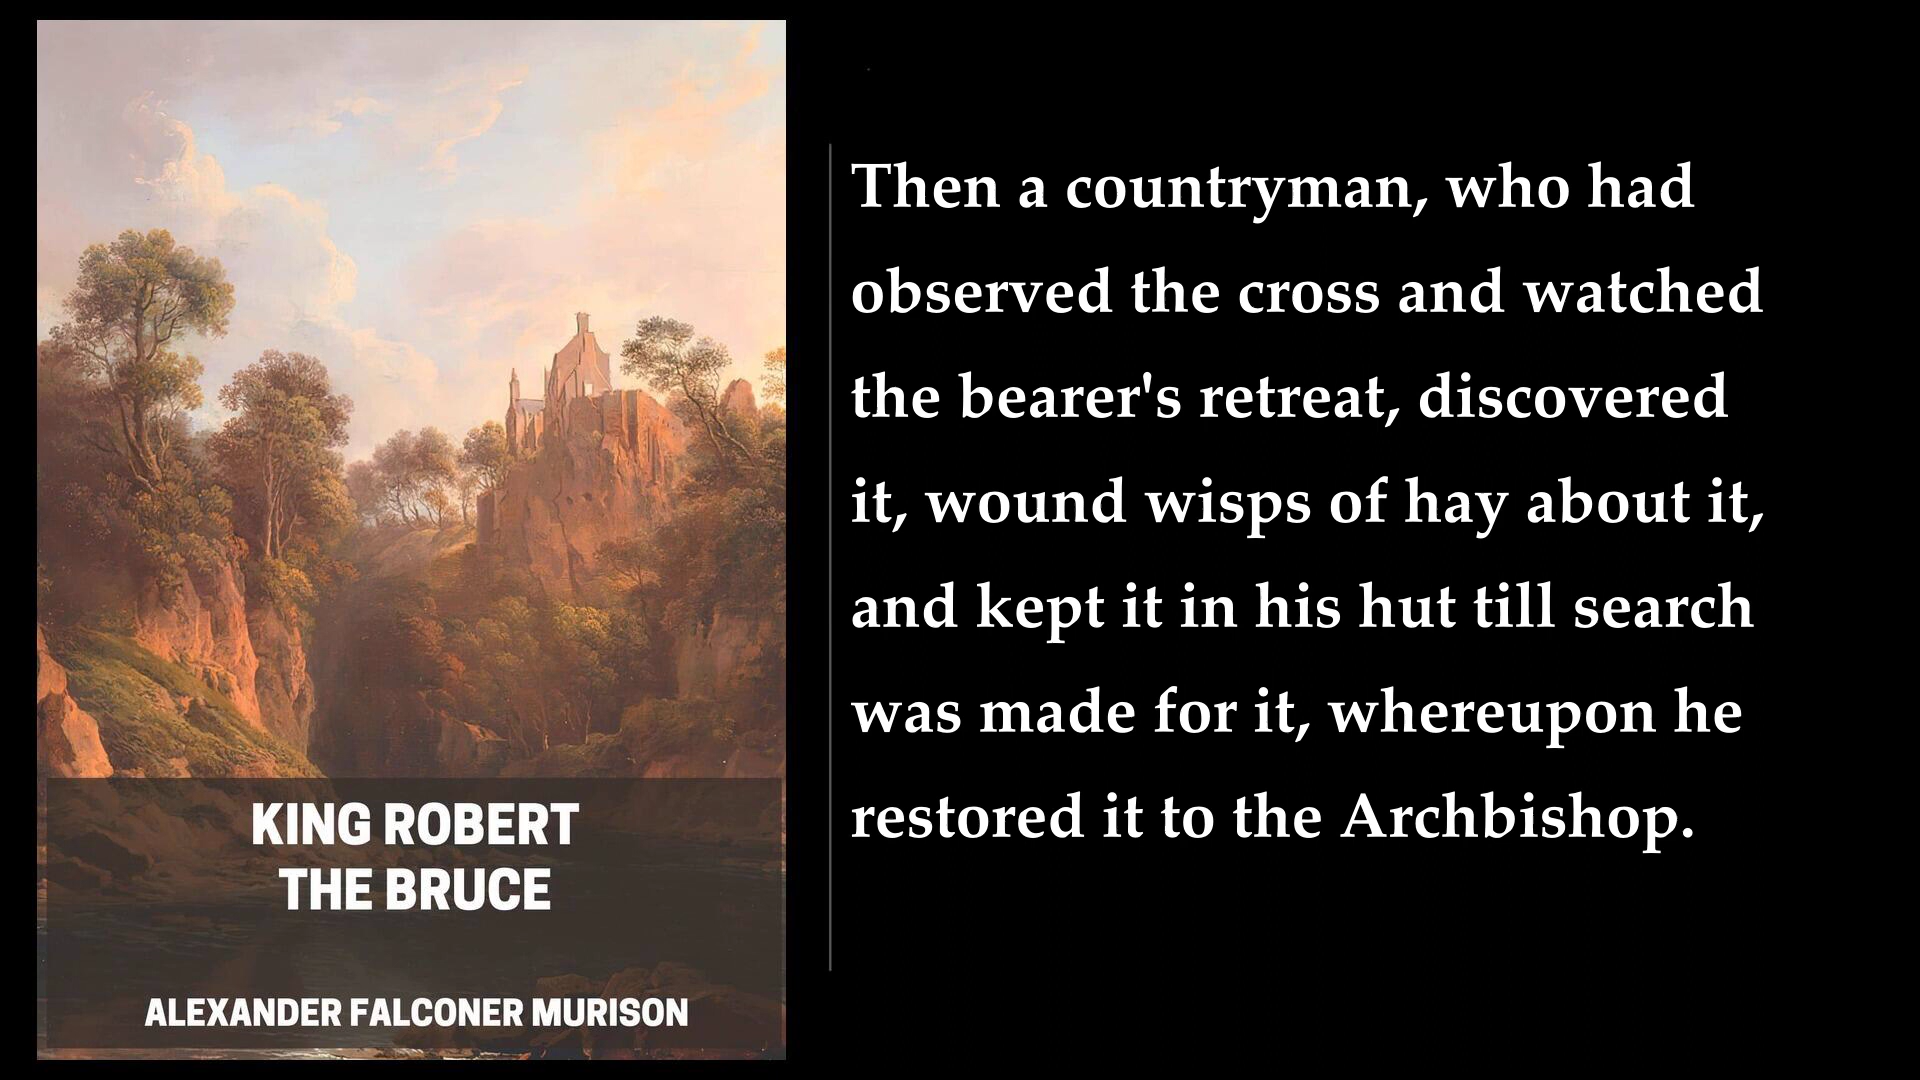 KING ROBERT
THE BRUCE
ALEXANDER FALCONER MURISON
Then a countryman, who had
observed the cross and watched
the bearer's retreat, discovered
it, wound wisps of hay about it,
and kept it in his hut till search
was made for it, whereupon he
restored it to the Archbishop.